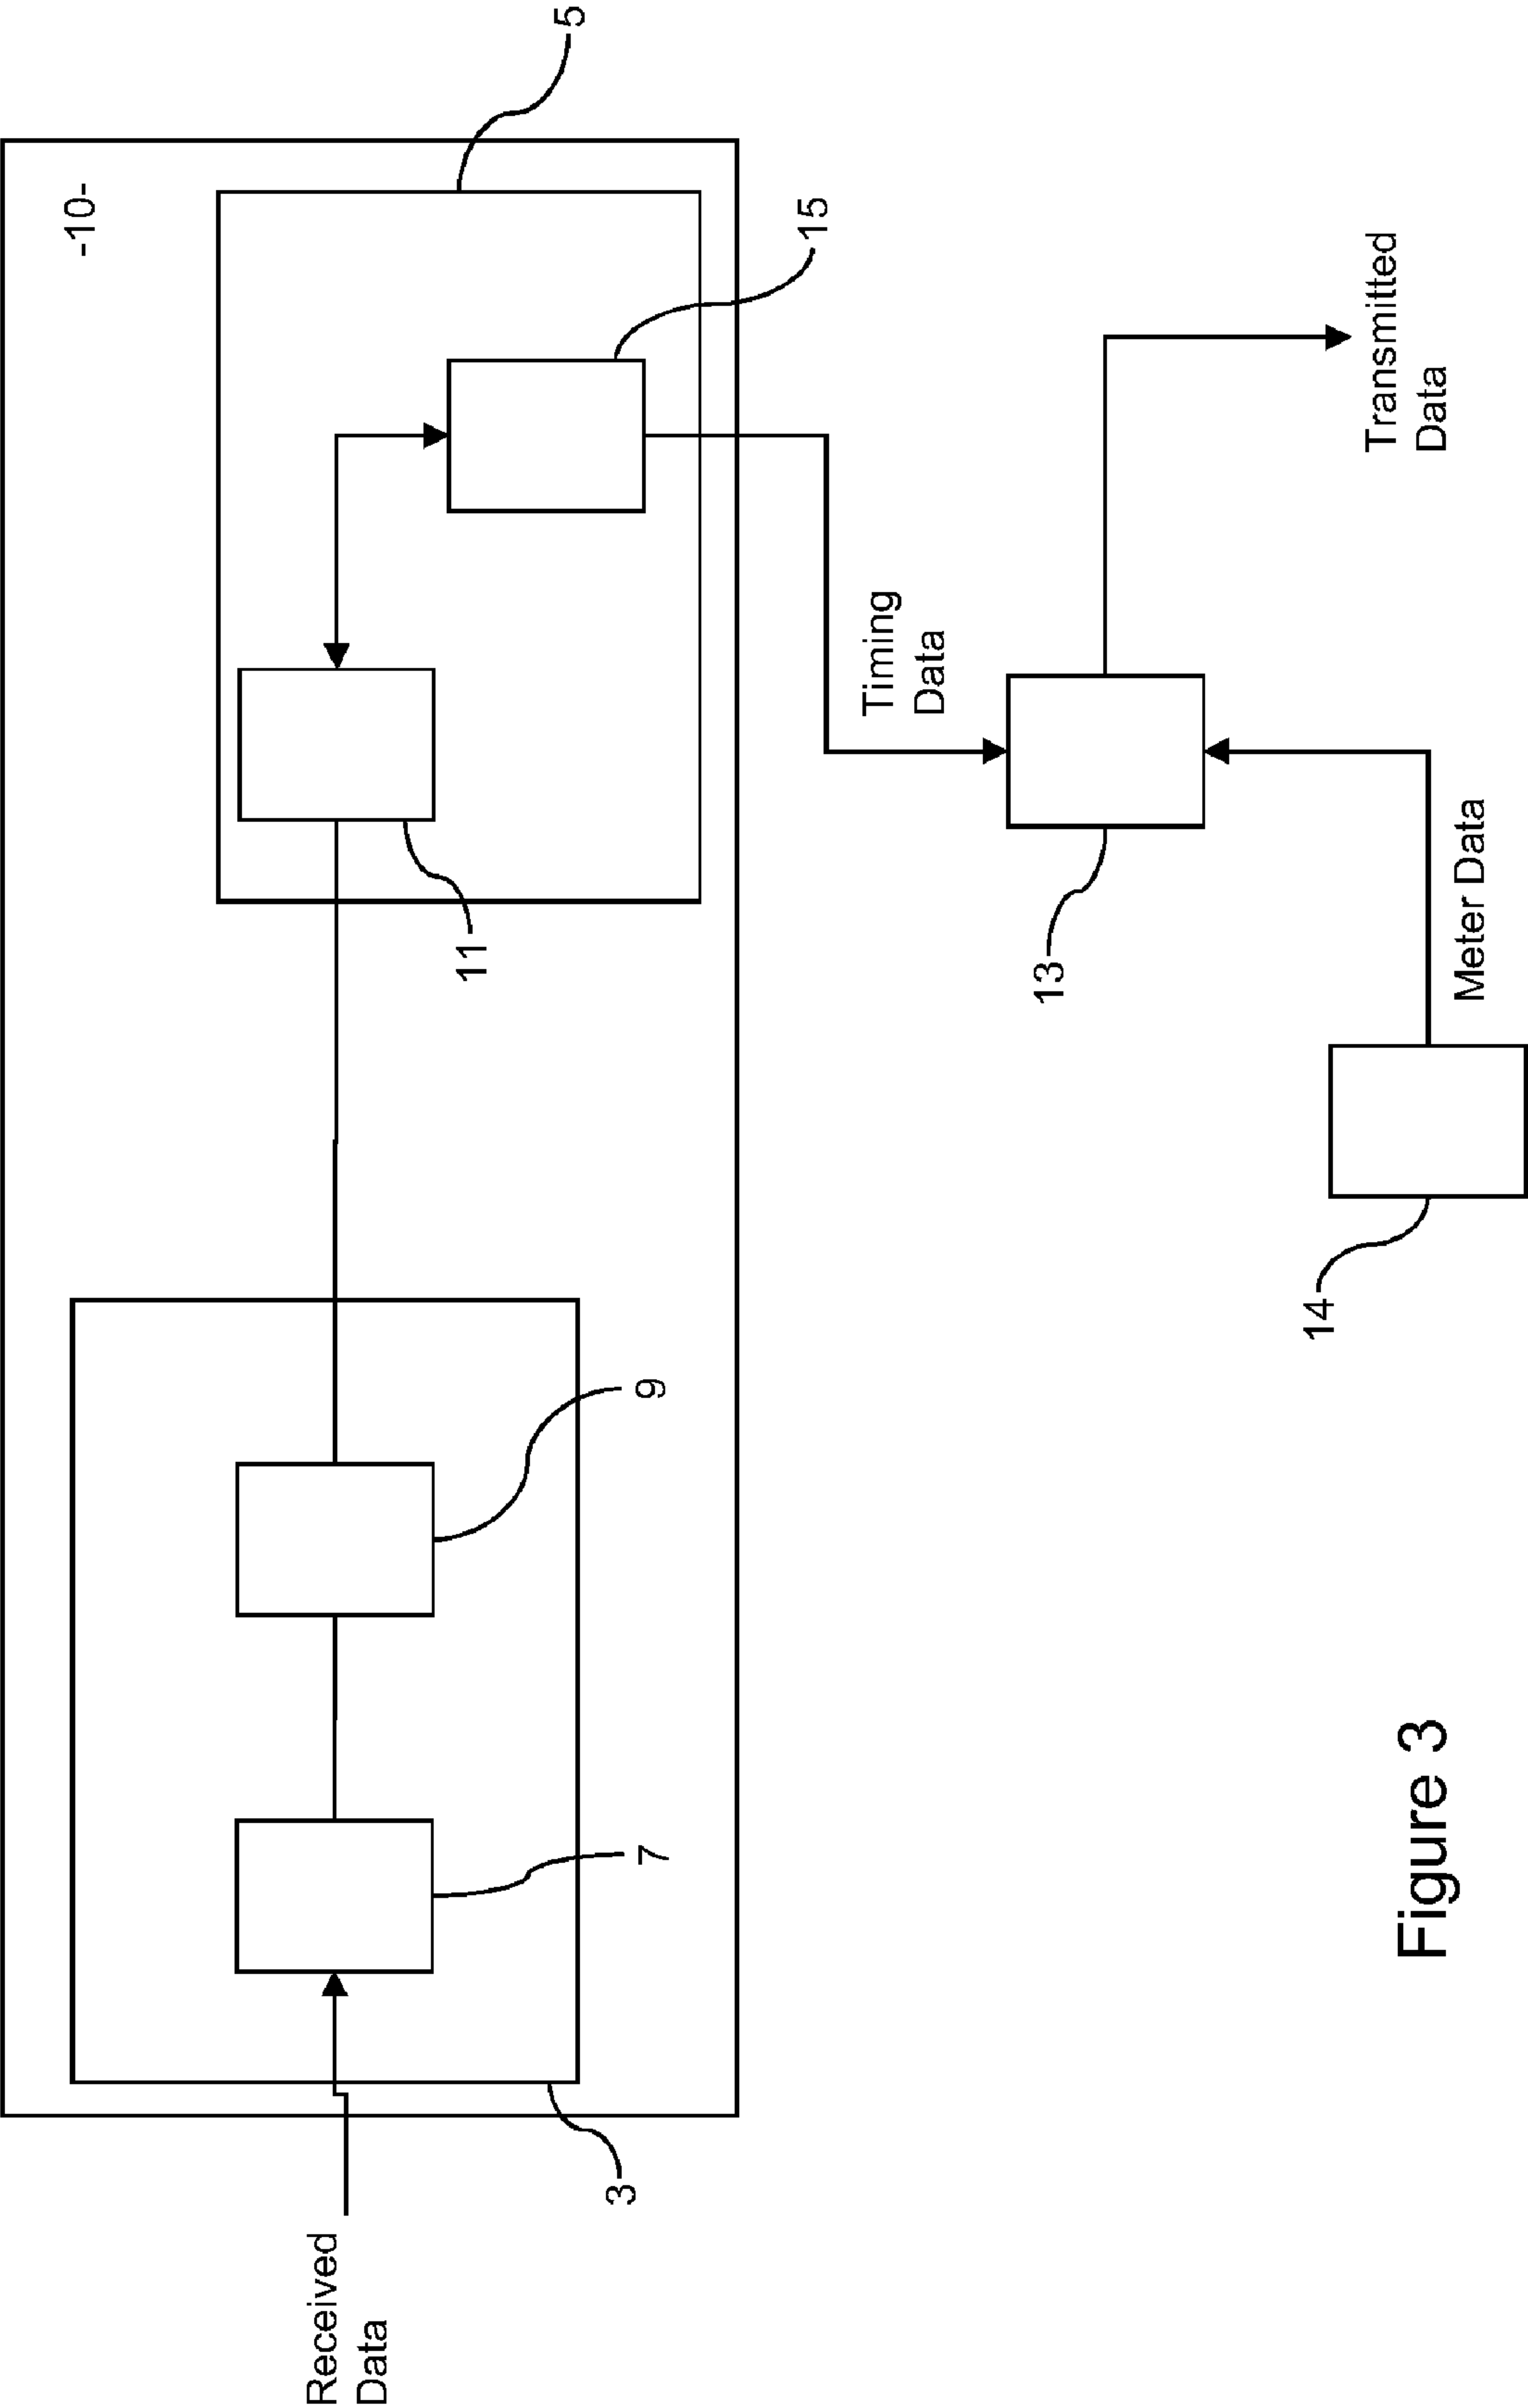 -10-
5
15
11
Timing
Data
Transmitted
Data
13
Meter Data
14
9
7
3
Received
Data
Figure 3